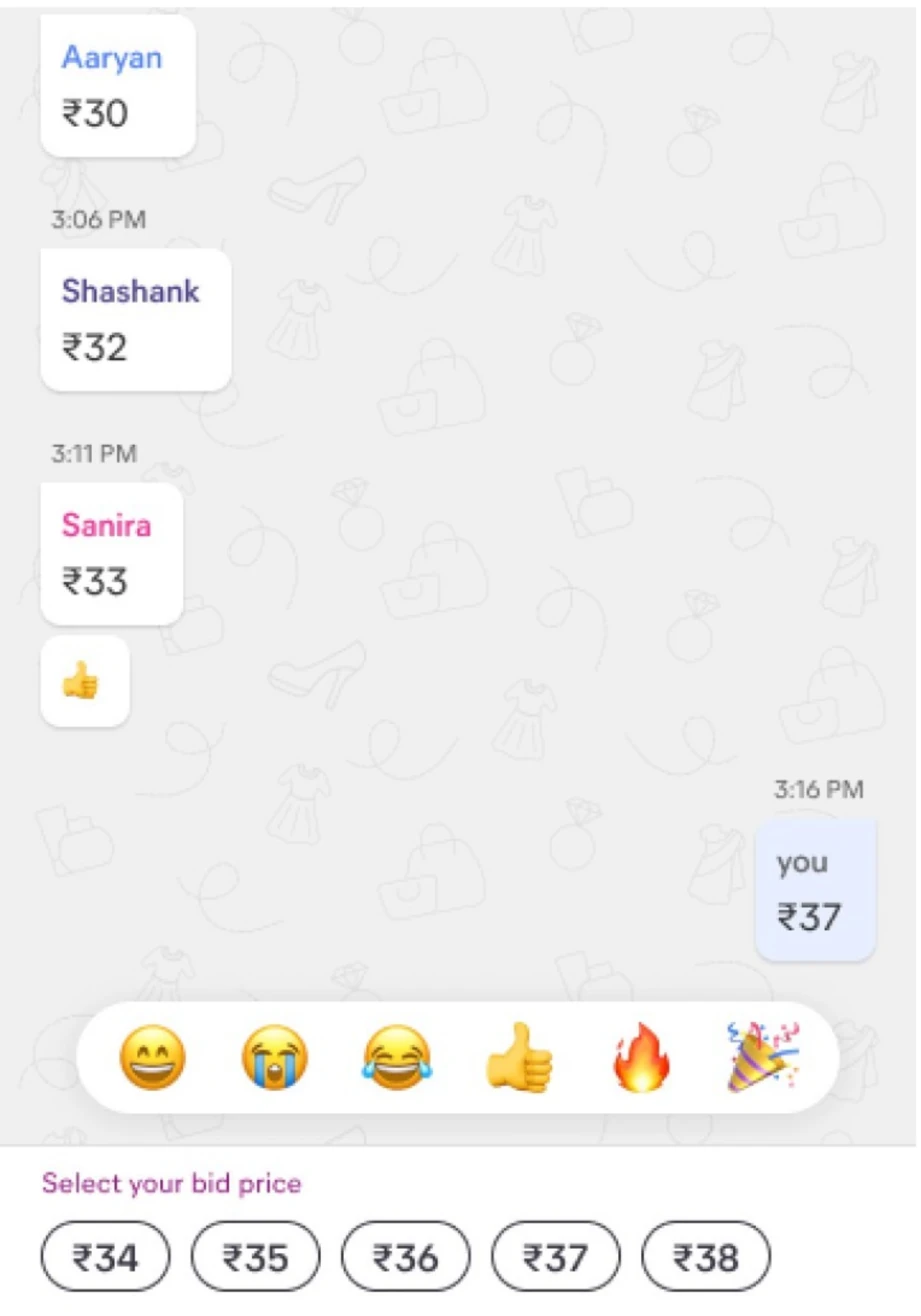 Aaryan
₹30
3:06 PM
Shashank
₹32
3:11 PM
Sanira
₹33
3:16 PM
you
₹37
Select your bid price
₹34 ₹35 ₹36 ₹37 ₹38